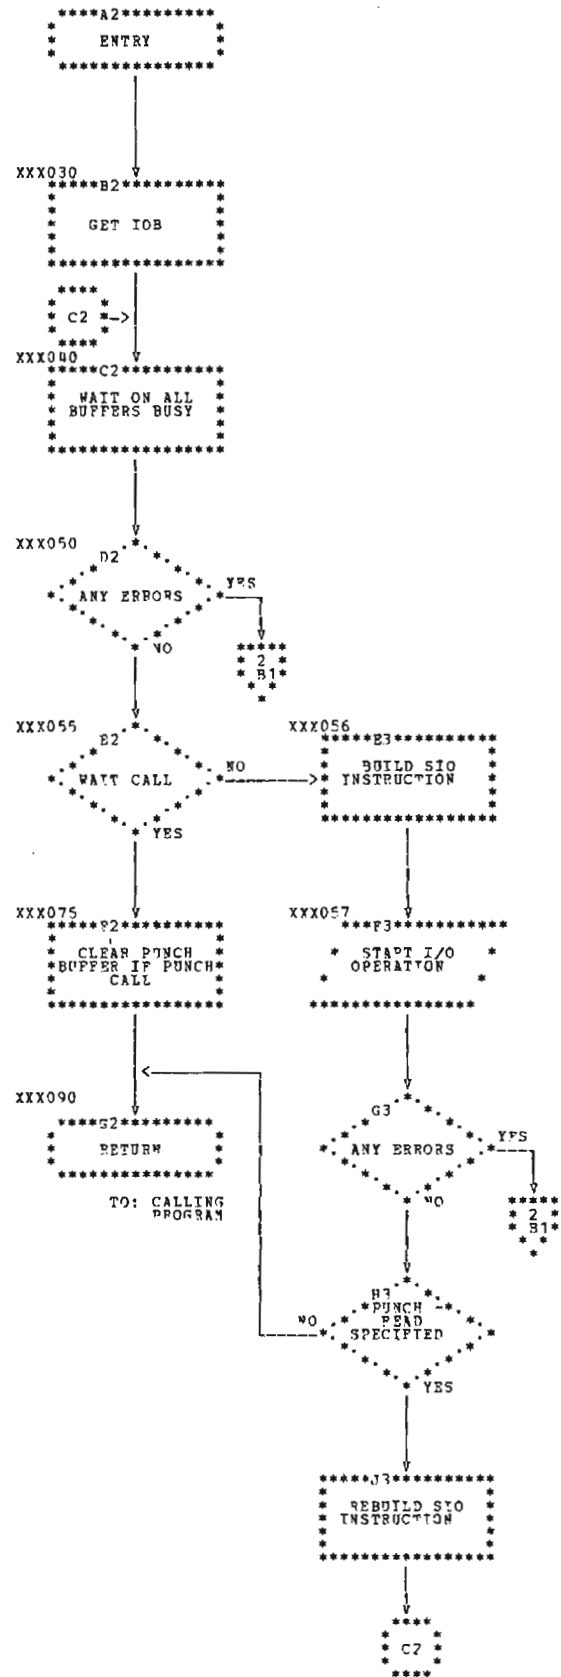 A2
ENTRY
XXX030
B2
GET IOB
C2
XXX040
C2
WAIT ON ALL
BUFFERS BUSY
XXX050
D2
ANY ERRORS
YES
NO
2
B1
XXX055
E2
WAIT CALL
NO
YES
XXX056
E3
BUILD SIO
INSTRUCTION
XXX075
F2
CLEAR PUNCH
BUFFER IF PUNCH
CALL
XXX057
F3
START I/O
OPERATION
XXX090
G2
RETURN
TO: CALLING
PROGRAM
G3
ANY ERRORS
YES
NO
2
B1
H3
PUNCH -
READ
SPECIFIED
NO
YES
J3
REBUILD SIO
INSTRUCTION
C2